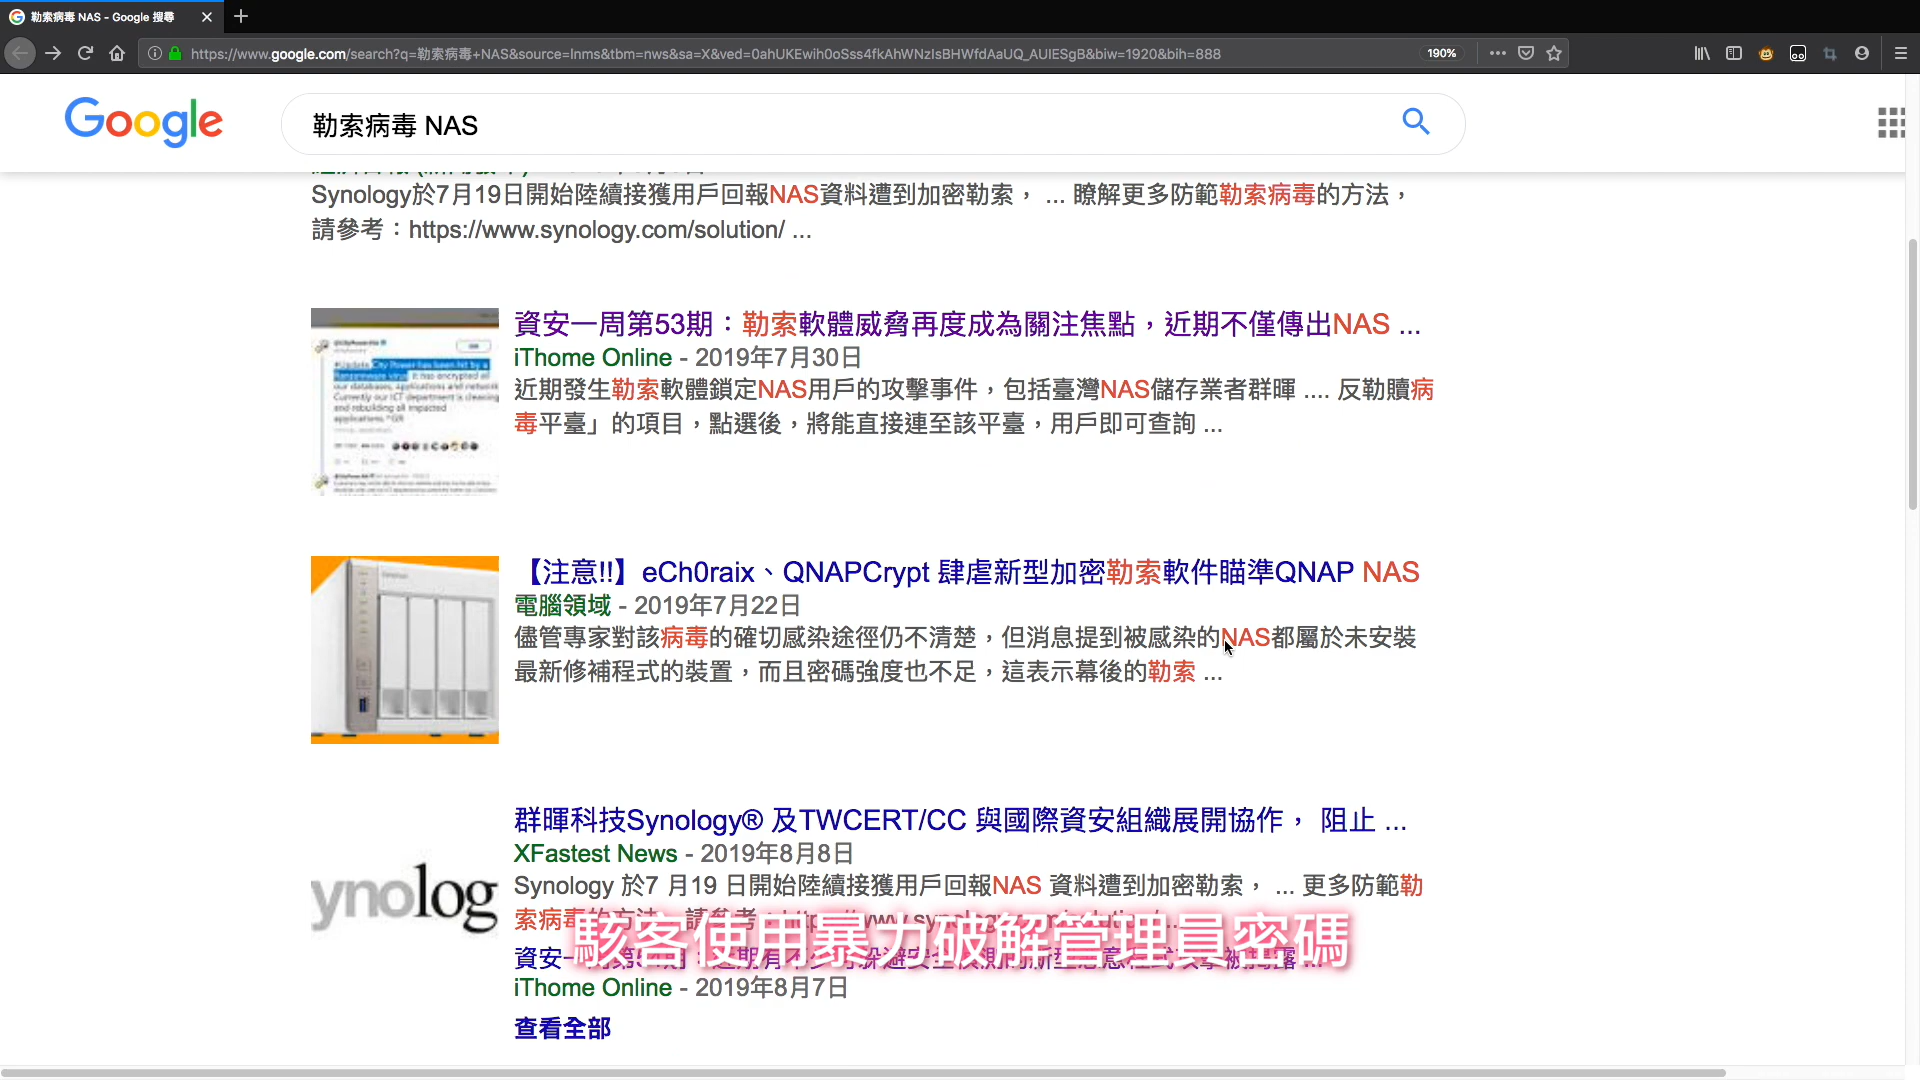 勒索病毒 NAS - Google 搜尋
https://www.google.com/search?q=勒索病毒+NAS&source=lnms&tbm=nws&sa=X&ved=0ahUKEwih0oSss4fkAhWNzIsBHWfdAaUQ_AUIESgB&biw=1920&bih=888
190%
Google
勒索病毒 NAS
Synology於7月19日開始陸續接獲用戶回報NAS資料遭到加密勒索， ... 瞭解更多防範勒索病毒的方法，
請參考：https://www.synology.com/solution/ ...
資安一周第53期：勒索軟體威脅再度成為關注焦點，近期不僅傳出NAS ...
iThome Online - 2019年7月30日
近期發生勒索軟體鎖定NAS用戶的攻擊事件，包括臺灣NAS儲存業者群暉 .... 反勒贖病
毒平臺」的項目，點選後，將能直接連至該平臺，用戶即可查詢 ...
【注意!!】eCh0raix、QNAPCrypt 肆虐新型加密勒索軟件瞄準QNAP NAS
電腦領域 - 2019年7月22日
儘管專家對該病毒的確切感染途徑仍不清楚，但消息提到被感染的NAS都屬於未安裝
最新修補程式的裝置，而且密碼強度也不足，這表示幕後的勒索 ...
群暉科技Synology® 及TWCERT/CC 與國際資安組織展開協作， 阻止 ...
XFastest News - 2019年8月8日
ynolog
Synology 於7 月19 日開始陸續接獲用戶回報NAS 資料遭到加密勒索， ... 更多防範勒
索病毒的方法，請參考：https://www.synology.com/solution/ ...
駭客使用暴力破解管理員密碼
資安一周第
iThome Online - 2019年8月7日
查看全部